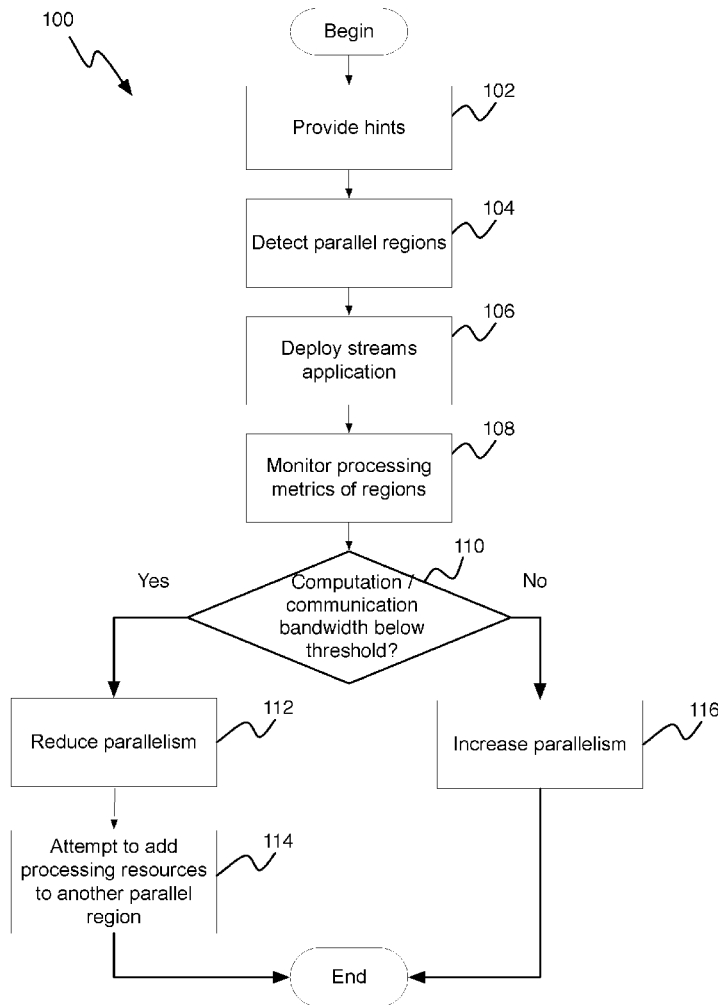 100
Begin
102
Provide hints
104
Detect parallel regions
106
Deploy streams
application
108
Monitor processing
metrics of regions
110
Yes
No
Computation /
communication
bandwidth below
threshold?
112
Reduce parallelism
116
Increase parallelism
114
Attempt to add
processing resources
to another parallel
region
End